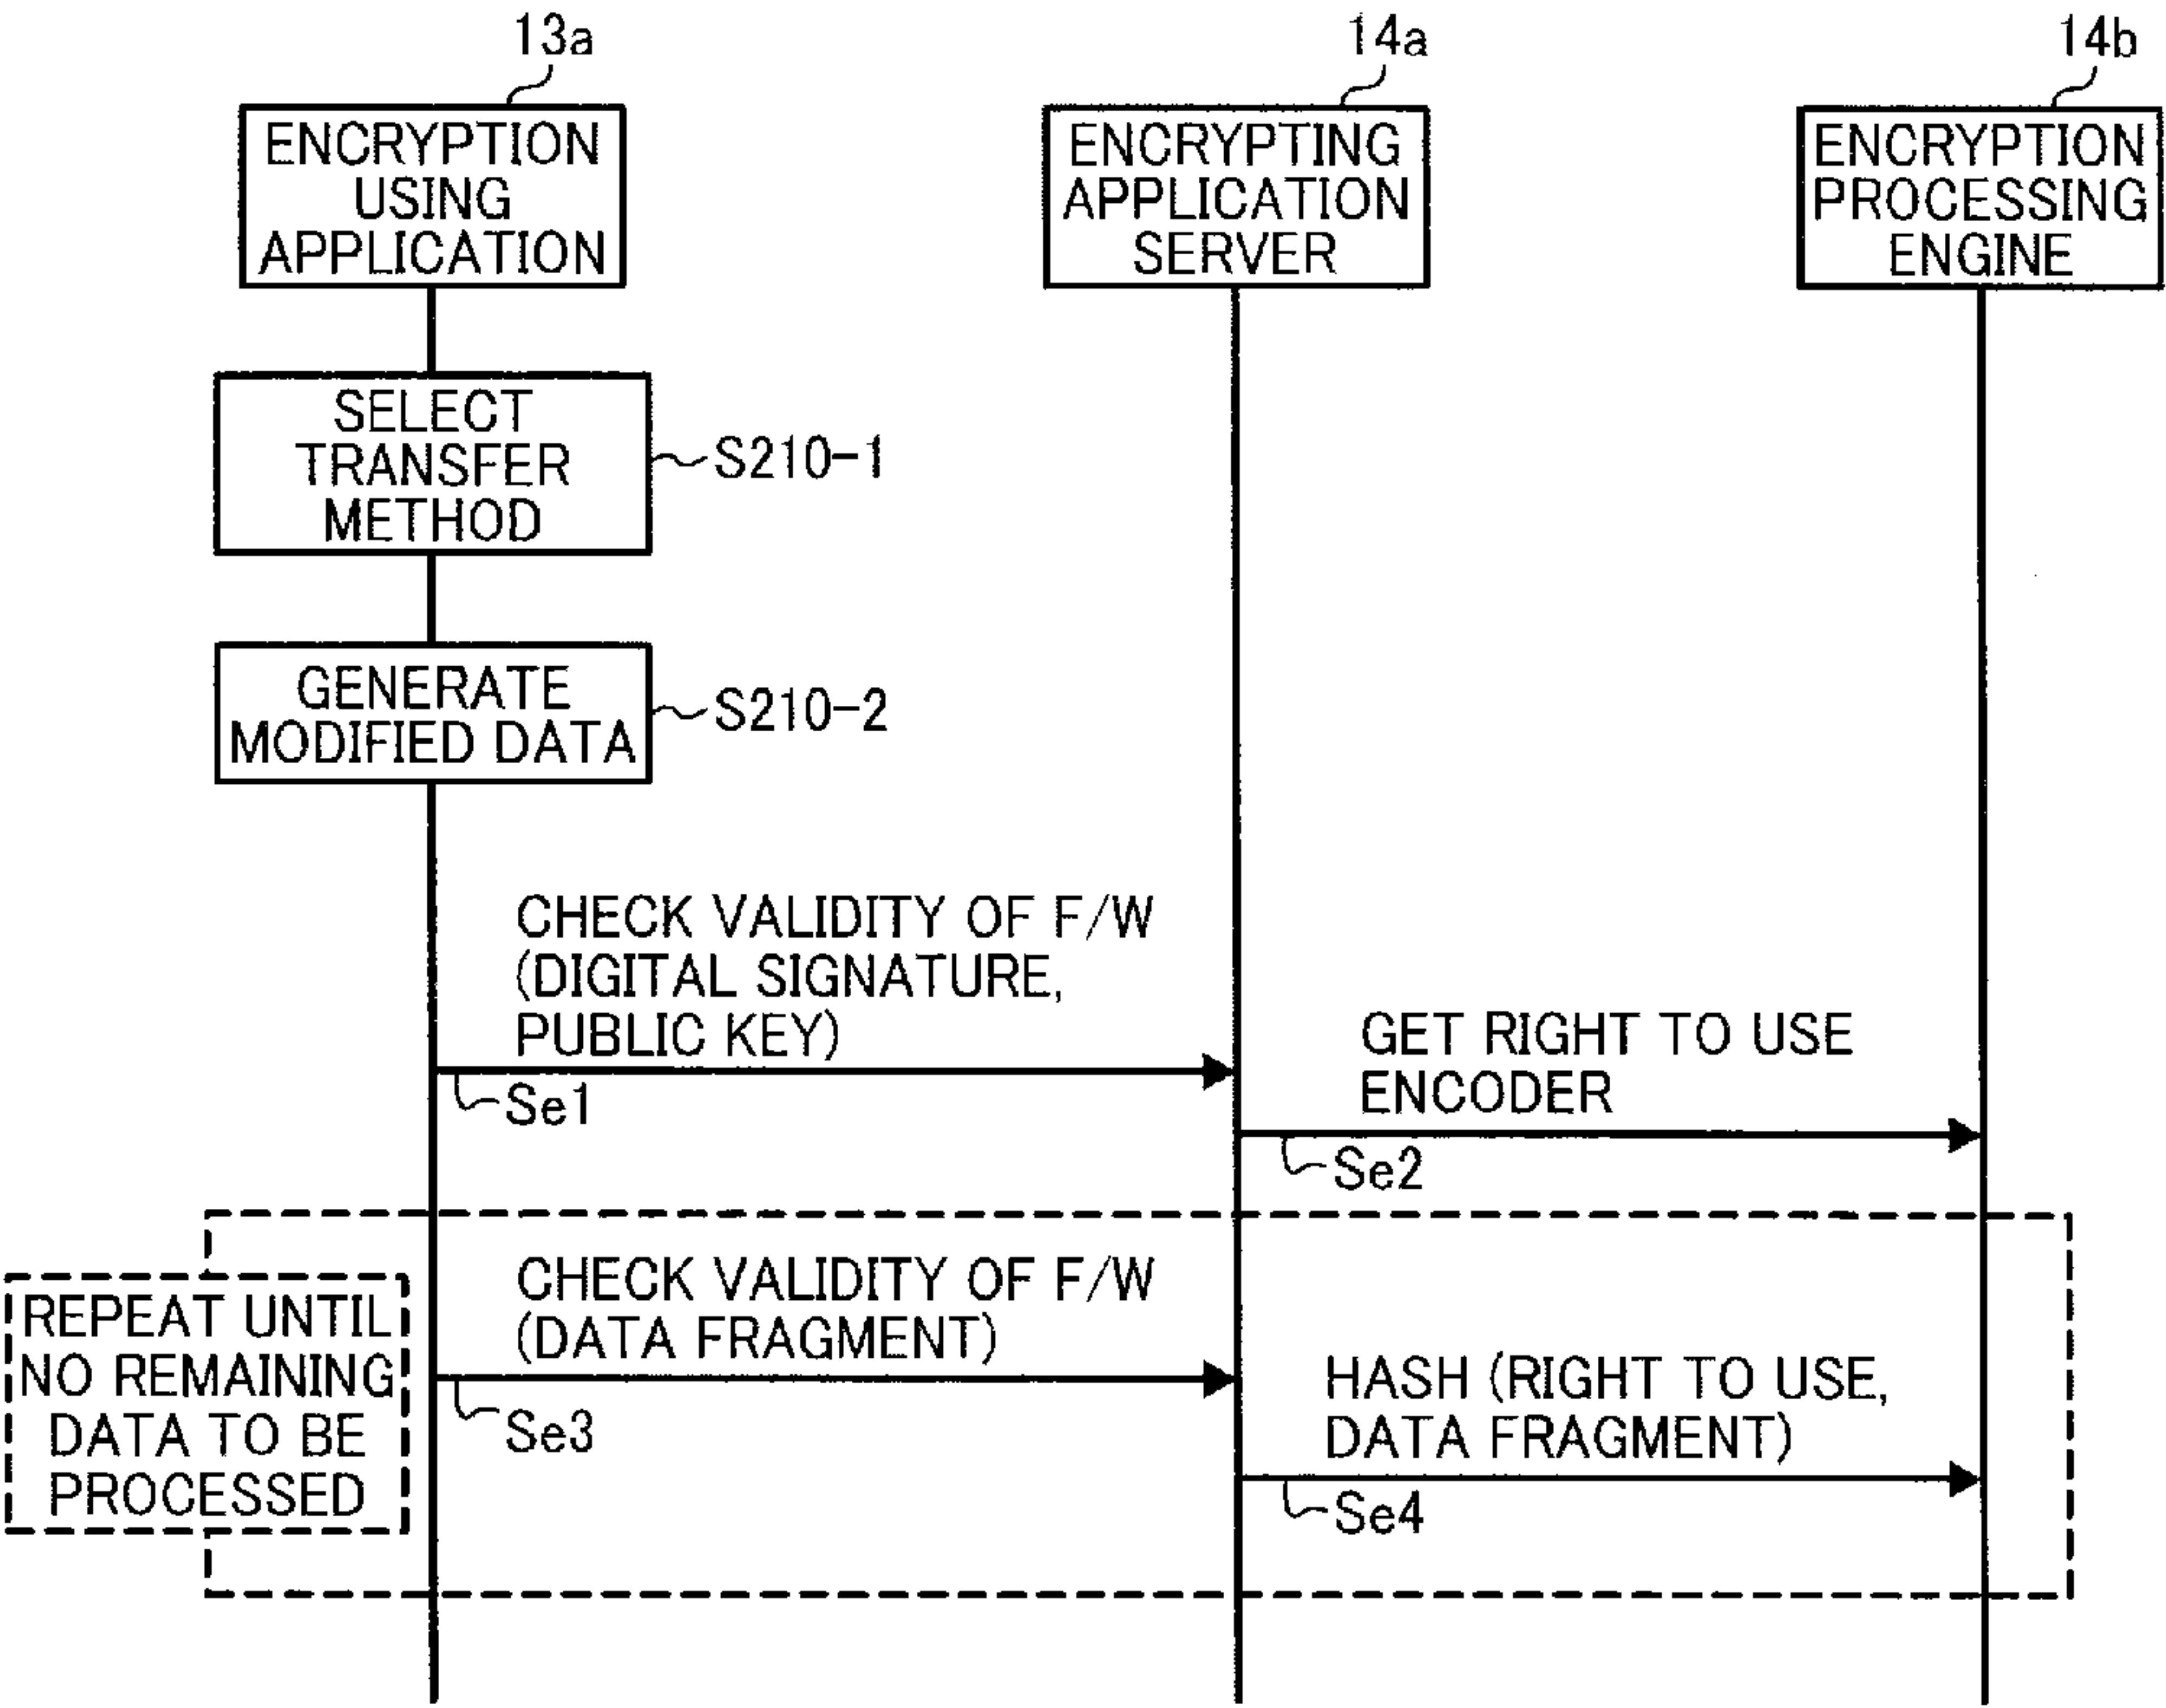 13a
14a
14b
ENCRYPTION
USING
APPLICATION
ENCRYPTING
APPLICATION
SERVER
ENCRYPTION
PROCESSING
ENGINE
SELECT
TRANSFER
METHOD
S210-1
GENERATE
MODIFIED DATA
S210-2
CHECK VALIDITY OF F/W
(DIGITAL SIGNATURE,
PUBLIC KEY)
Se1
GET RIGHT TO USE
ENCODER
Se2
REPEAT UNTIL
NO REMAINING
DATA TO BE
PROCESSED
CHECK VALIDITY OF F/W
(DATA FRAGMENT)
Se3
HASH (RIGHT TO USE,
DATA FRAGMENT)
Se4